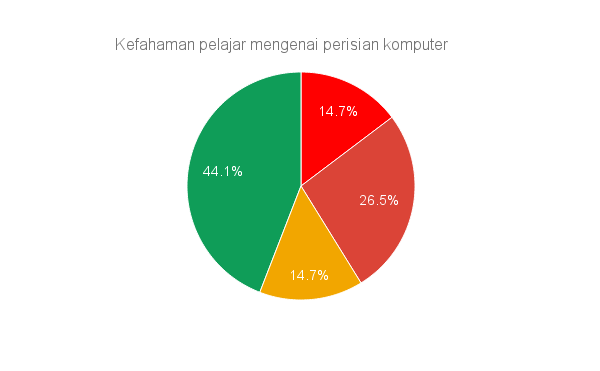 Kefahaman pelajar mengenai perisian komputer
14.7%
44.1%
26.5%
14.7%